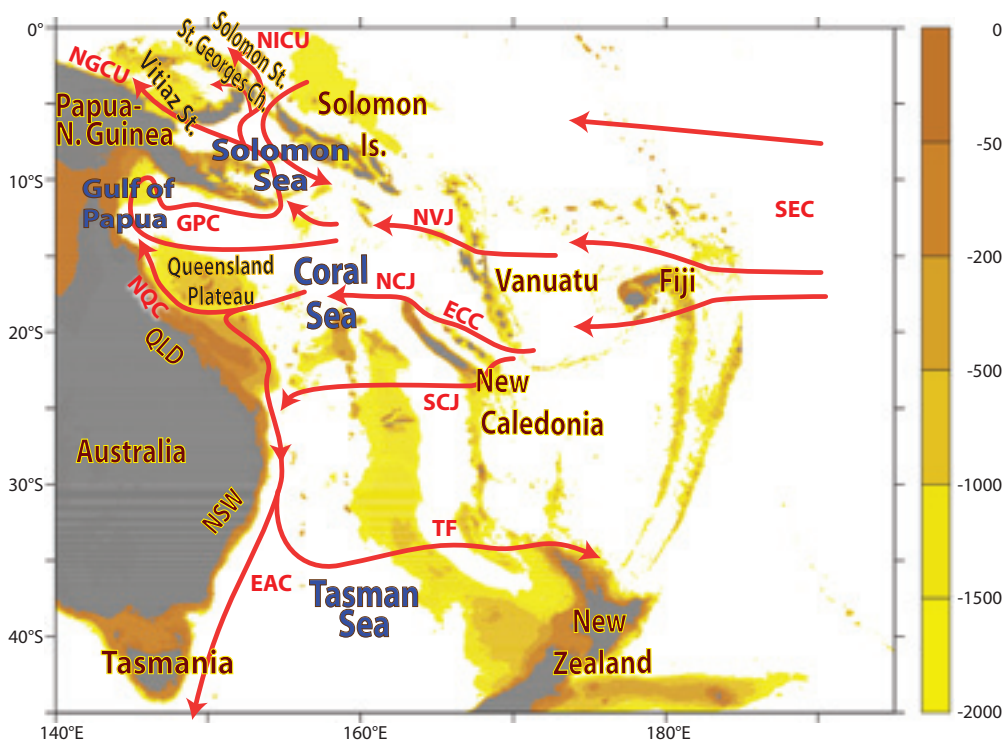 0°
10°S
20°S
30°S
40°S
140°E
160°E
180°E
NGCU
Vitiaz St.
St. Georges Ch.
Solomon St.
NICU
Papua-
N. Guinea
Solomon
Is.
Solomon
Sea
Gulf of
Papua
GPC
NVJ
SEC
Queensland
Plateau
Coral
Sea
NCJ
Vanuatu
Fiji
NQC
ECC
QLD
New
Caledonia
SCJ
Australia
NSW
TF
EAC
Tasman
Sea
New
Zealand
Tasmania
0
-50
-200
-500
-1000
-1500
-2000